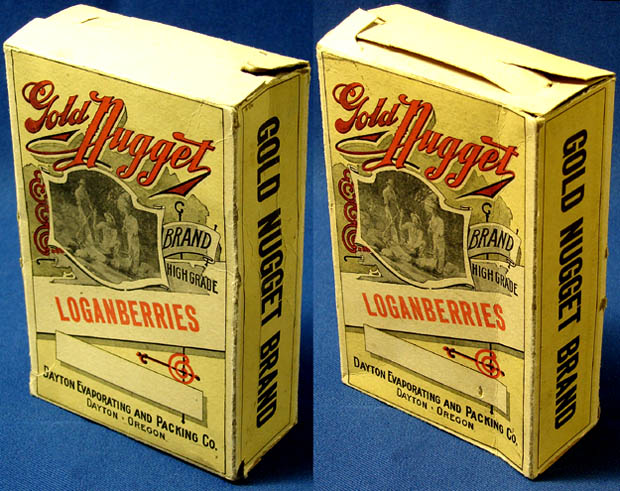 Gold
Nugget
BRAND
HIGH GRADE
LOGANBERRIES
DAYTON EVAPORATING AND PACKING CO.
DAYTON · OREGON
GOLD NUGGET BRAND
Gold
Nugget
BRAND
HIGH GRADE
LOGANBERRIES
DAYTON EVAPORATING AND PACKING CO.
DAYTON · OREGON
GOLD NUGGET BRAND